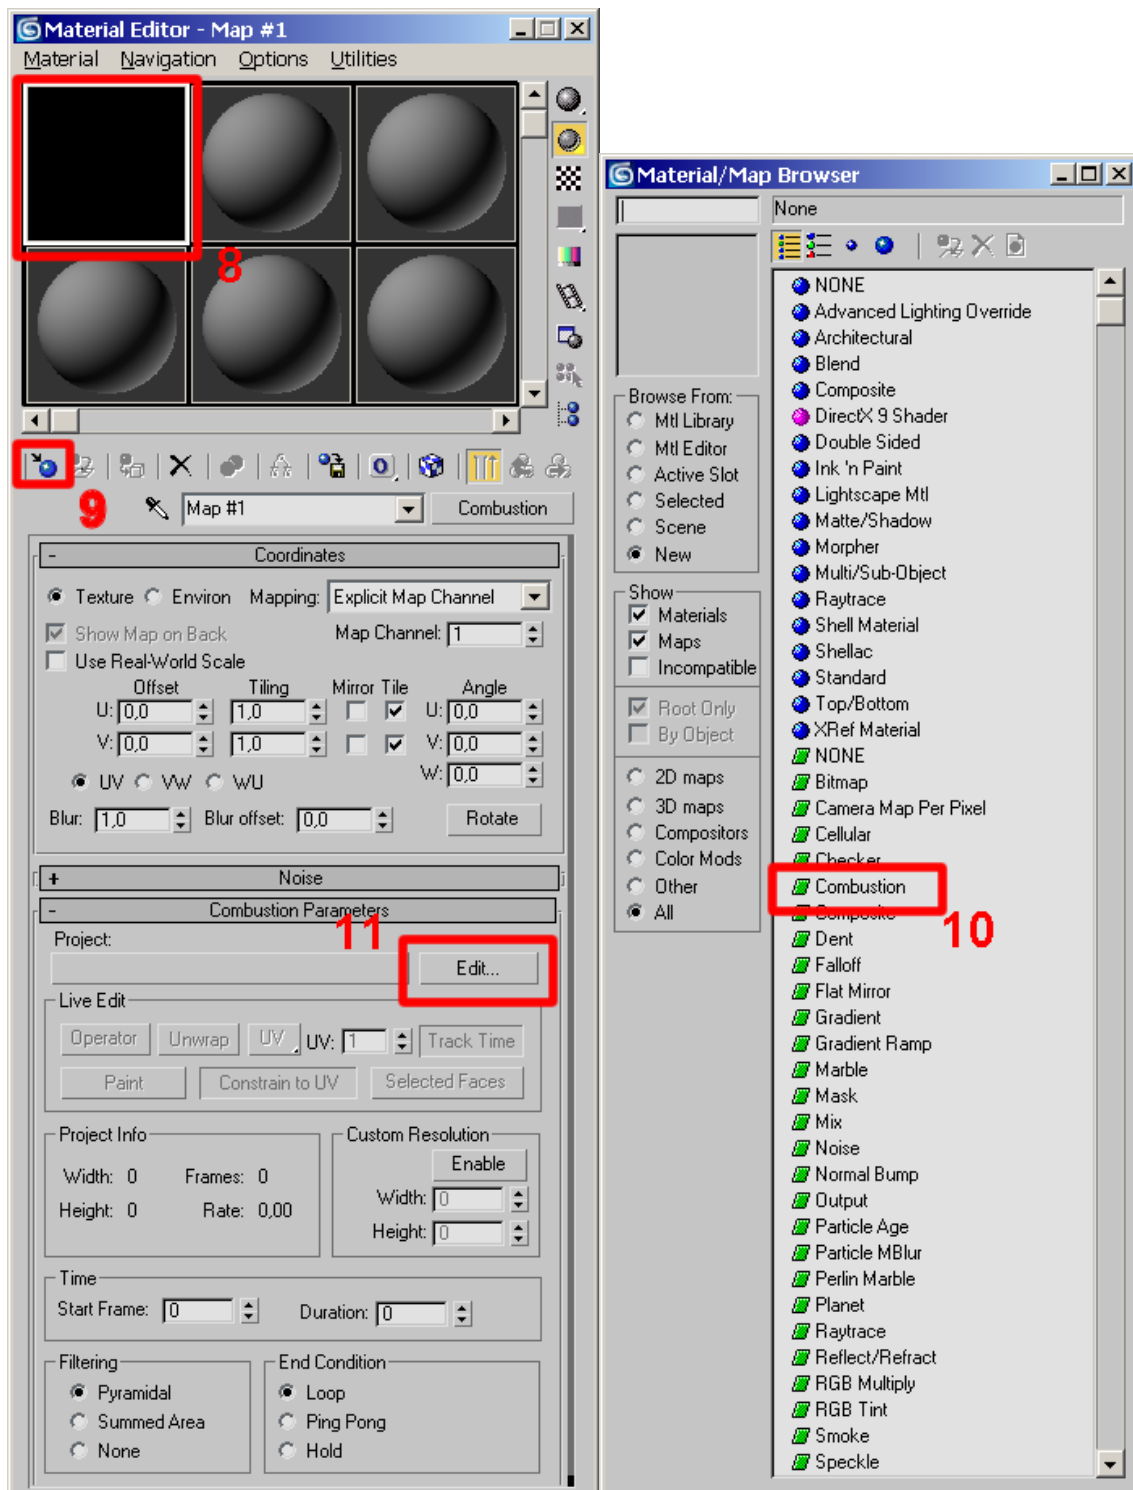 Material Editor - Map #1
Material Navigation Options Utilities
8
9
Map #1 Combustion
Coordinates
Texture Environ Mapping: Explicit Map Channel
Show Map on Back Map Channel: 1
Use Real-World Scale
Offset Tiling Mirror Tile Angle
U: 0,0 1,0 U: 0,0
V: 0,0 1,0 V: 0,0
W: 0,0
UV VW WU
Blur: 1,0 Blur offset: 0,0 Rotate
+ Noise
- Combustion Parameters
11
Project:
Edit...
Live Edit
Operator Unwrap UV UV: 1 Track Time
Paint Constrain to UV Selected Faces
Project Info
Width: 0 Frames: 0
Height: 0 Rate: 0,00
Custom Resolution
Enable
Width: 0
Height: 0
Time
Start Frame: 0 Duration: 0
Filtering
Pyramidal
Summed Area
None
End Condition
Loop
Ping Pong
Hold
Material/Map Browser
None
Browse From:
Mtl Library
Mtl Editor
Active Slot
Selected
Scene
New
Show
Materials
Maps
Incompatible
Root Only
By Object
2D maps
3D maps
Compositors
Color Mods
Other
All
NONE
Advanced Lighting Override
Architectural
Blend
Composite
DirectX 9 Shader
Double Sided
Ink 'n Paint
Lightscape Mtl
Matte/Shadow
Morpher
Multi/Sub-Object
Raytrace
Shell Material
Shellac
Standard
Top/Bottom
XRef Material
NONE
Bitmap
Camera Map Per Pixel
Cellular
Checker
Combustion
Composite
10
Dent
Falloff
Flat Mirror
Gradient
Gradient Ramp
Marble
Mask
Mix
Noise
Normal Bump
Output
Particle Age
Particle MBlur
Perlin Marble
Planet
Raytrace
Reflect/Refract
RGB Multiply
RGB Tint
Smoke
Speckle